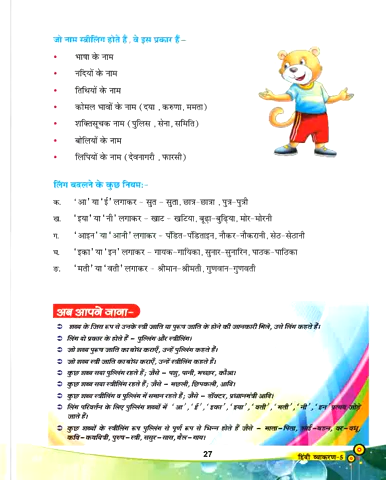 जो नाम स्त्रीलिंग होते हैं, वे इस प्रकार हैं–
• भाषा के नाम
• नदियों के नाम
• तिथियों के नाम
• कोमल भावों के नाम (दया , करुणा, ममता)
• शक्तिसूचक नाम (पुलिस , सेना, समिति)
• बोलियों के नाम
• लिपियों के नाम (देवनागरी , फारसी)
लिंग बदलने के कुछ नियम:-
क. 'आ' या 'ई' लगाकर - सुत - सुता, छात्र-छात्रा , पुत्र-पुत्री
ख. 'इया' या 'नी' लगाकर - खाट - खटिया, बूढ़ा-बुढ़िया, मोर-मोरनी
ग. 'आइन' या 'आनी' लगाकर - पंडित-पंडिताइन, नौकर-नौकरानी, सेठ-सेठानी
घ. 'इका' या 'इन' लगाकर - गायक-गायिका, सुनार-सुनारिन, पाठक-पाठिका
ङ. 'मती' या 'वती' लगाकर - श्रीमान-श्रीमती, गुणवान-गुणवती
अब आपने जाना-
शब्द के जिस रूप से उनके स्त्री जाति या पुरुष जाति के होने की जानकारी मिले, उसे लिंग कहते हैं।
लिंग दो प्रकार के होते हैं – पुल्लिंग और स्त्रीलिंग।
जो शब्द पुरुष जाति का बोध कराएँ, उन्हें पुल्लिंग कहते हैं।
जो शब्द स्त्री जाति का बोध कराएँ, उन्हें स्त्रीलिंग कहते हैं।
कुछ शब्द सदा पुल्लिंग रहते हैं; जैसे – पशु, पानी, मच्छर, कौआ।
कुछ शब्द सदा स्त्रीलिंग रहते हैं; जैसे – मछली, छिपकली, आदि।
कुछ शब्द स्त्रीलिंग व पुल्लिंग में समान रहते हैं; जैसे – डॉक्टर, प्रधानमंत्री आदि।
लिंग परिवर्तन के लिए पुल्लिंग शब्दों में 'आ', 'ई', 'इका', 'इया', 'वती', 'मती', 'नी', 'इन' प्रत्यय जोड़े
जाते हैं।
कुछ शब्दों के स्त्रीलिंग रूप पुल्लिंग से पूर्ण रूप से भिन्न होते हैं जैसे – माता-पिता, भाई-बहन, वर-वधू,
कवि-कवयित्री, पुरुष-स्त्री, ससुर-सास, बैल-गाय।
27
हिंदी व्याकरण-5